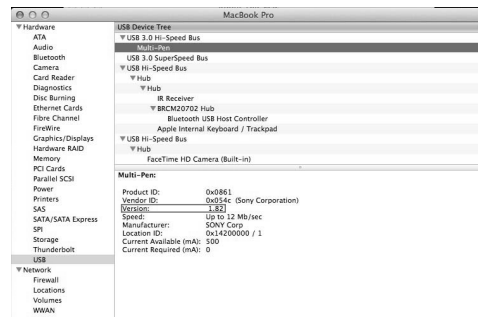 MacBook Pro
Hardware
ATA
Audio
Bluetooth
Camera
Card Reader
Diagnostics
Disc Burning
Ethernet Cards
Fibre Channel
FireWire
Graphics/Displays
Hardware RAID
Memory
PCI Cards
Parallel SCSI
Power
Printers
SAS
SATA/SATA Express
SPI
Storage
Thunderbolt
USB
Network
Firewall
Locations
Volumes
WWAN
USB Device Tree
USB 3.0 Hi-Speed Bus
Multi-Pen
USB 3.0 SuperSpeed Bus
USB Hi-Speed Bus
Hub
Hub
IR Receiver
BRCM20702 Hub
Bluetooth USB Host Controller
Apple Internal Keyboard / Trackpad
USB Hi-Speed Bus
Hub
FaceTime HD Camera (Built-in)
Multi-Pen:
Product ID: 0x0861
Vendor ID: 0x054c (Sony Corporation)
Version: 1.82
Speed: Up to 12 Mb/sec
Manufacturer: SONY Corp
Location ID: 0x14200000 / 1
Current Available (mA): 500
Current Required (mA): 0